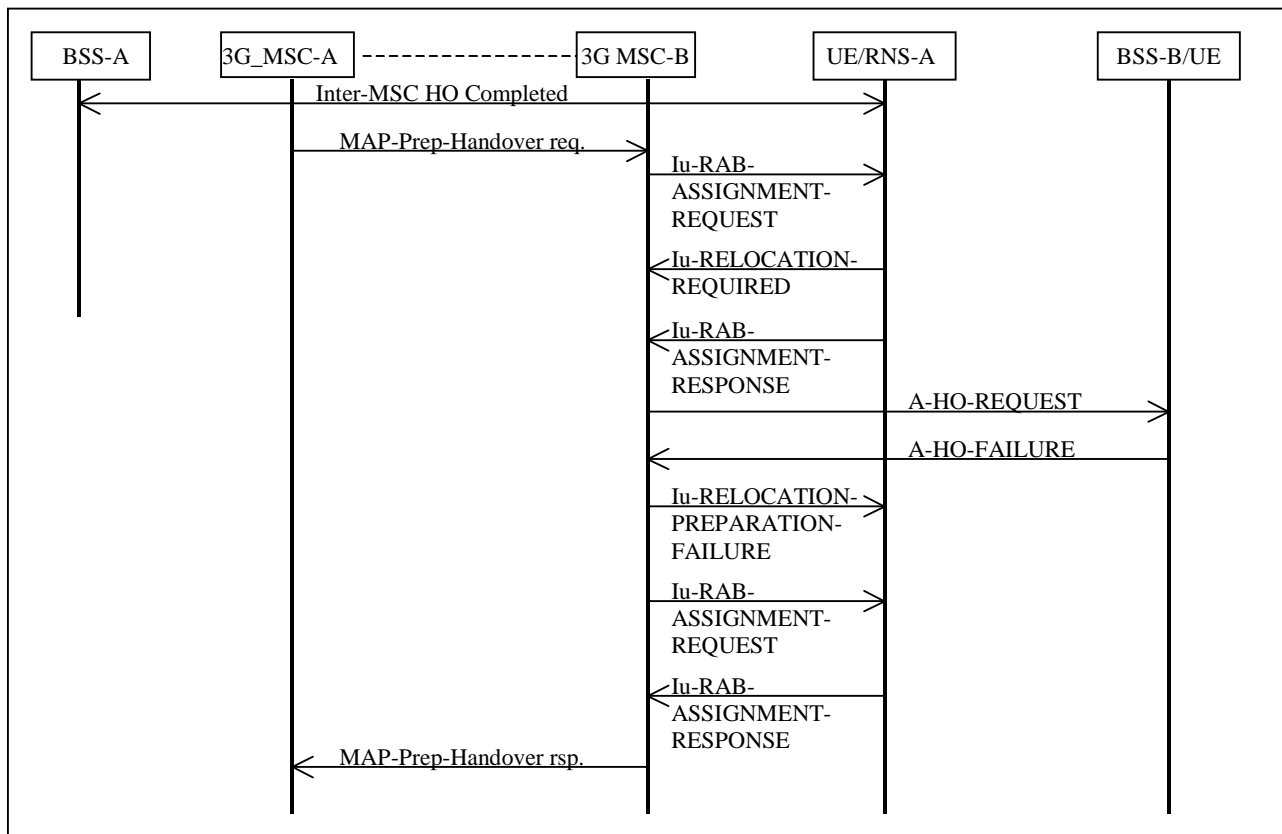 BSS-A
3G_MSC-A
3G MSC-B
UE/RNS-A
BSS-B/UE
Inter-MSC HO Completed
MAP-Prep-Handover req.
Iu-RAB-
ASSIGNMENT-
REQUEST
Iu-RELOCATION-
REQUIRED
Iu-RAB-
ASSIGNMENT-
RESPONSE
A-HO-REQUEST
A-HO-FAILURE
Iu-RELOCATION-
PREPARATION-
FAILURE
Iu-RAB-
ASSIGNMENT-
REQUEST
Iu-RAB-
ASSIGNMENT-
RESPONSE
MAP-Prep-Handover rsp.